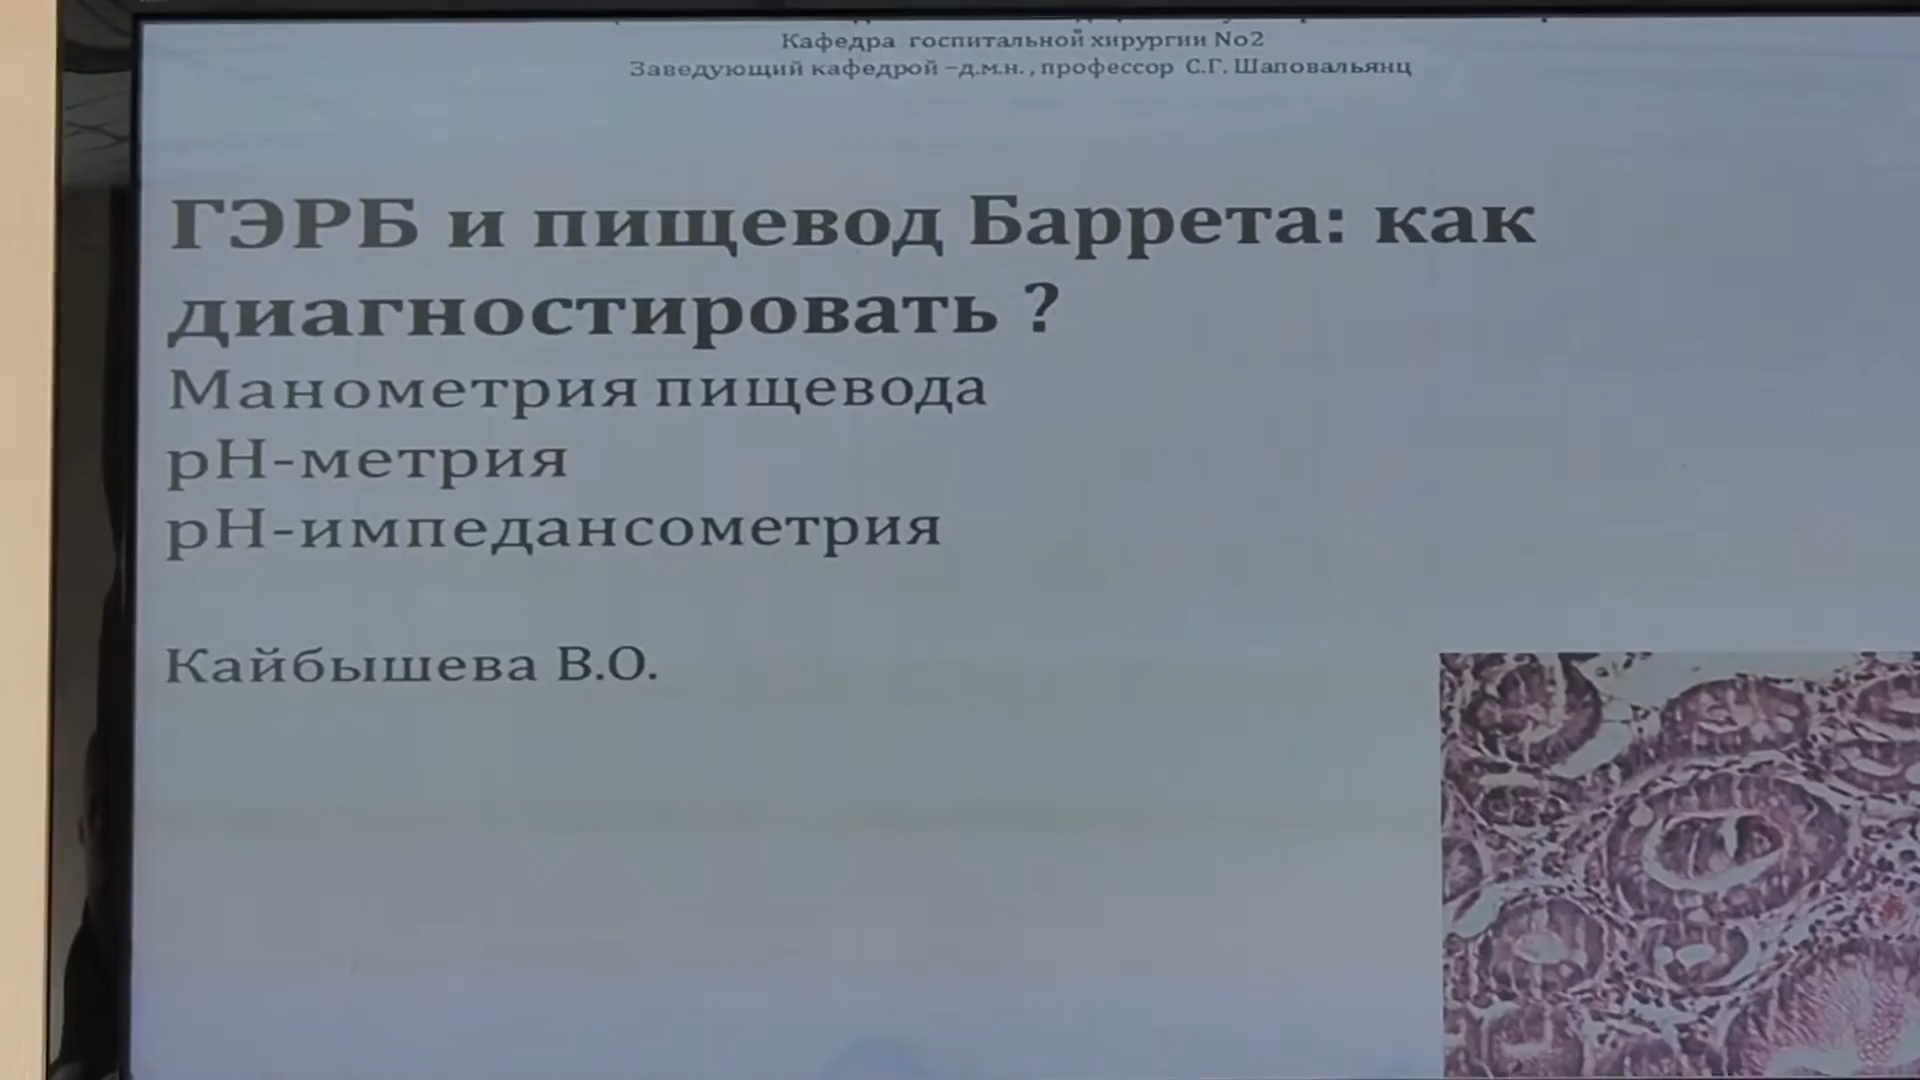 Кафедра госпитальной хирургии No2
Заведующий кафедрой –д.м.н. , профессор С.Г. Шаповальянц
ГЭРБ и пищевод Баррета: как
диагностировать ?
Манометрия пищевода
pH-метрия
pH-импедансометрия
Кайбышева В.О.